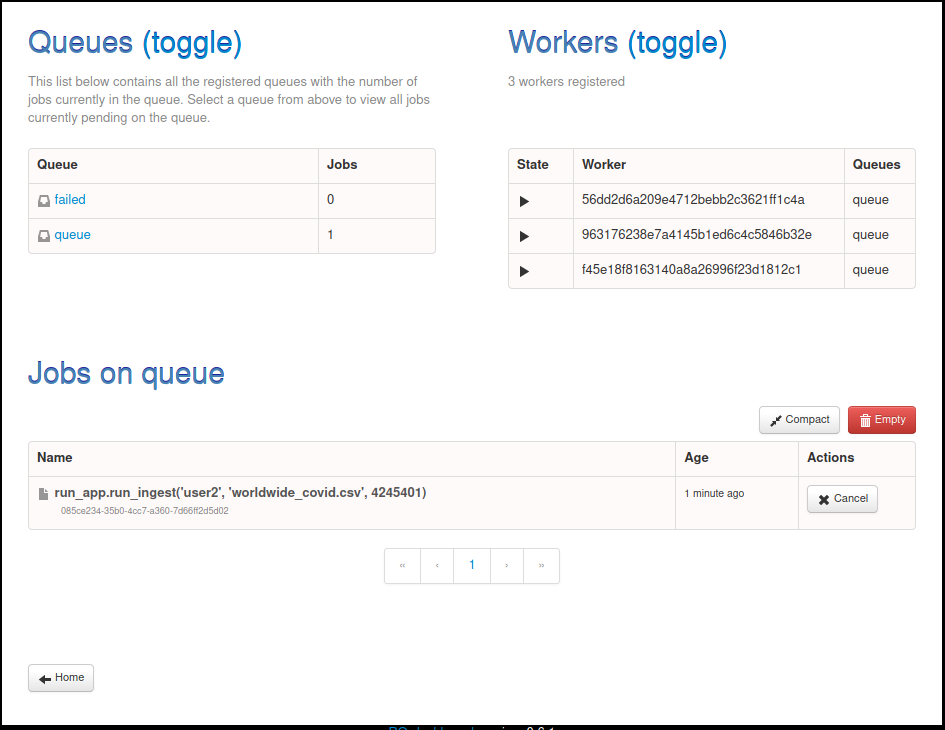 Queues (toggle)
This list below contains all the registered queues with the number of
jobs currently in the queue. Select a queue from above to view all jobs
currently pending on the queue.
Queue Jobs
failed 0
queue 1
Workers (toggle)
3 workers registered
State Worker Queues
56dd2d6a209e4712bebb2c3621ff1c4a queue
963176238e7a4145b1ed6c4c5846b32e queue
f45e18f8163140a8a26996f23d1812c1 queue
Jobs on queue
Compact Empty
Name Age Actions
run_app.run_ingest('user2', 'worldwide_covid.csv', 4245401) 1 minute ago Cancel
085ce234-35b0-4cc7-a360-7d66ff2d5d02
« ‹ 1 › »
Home